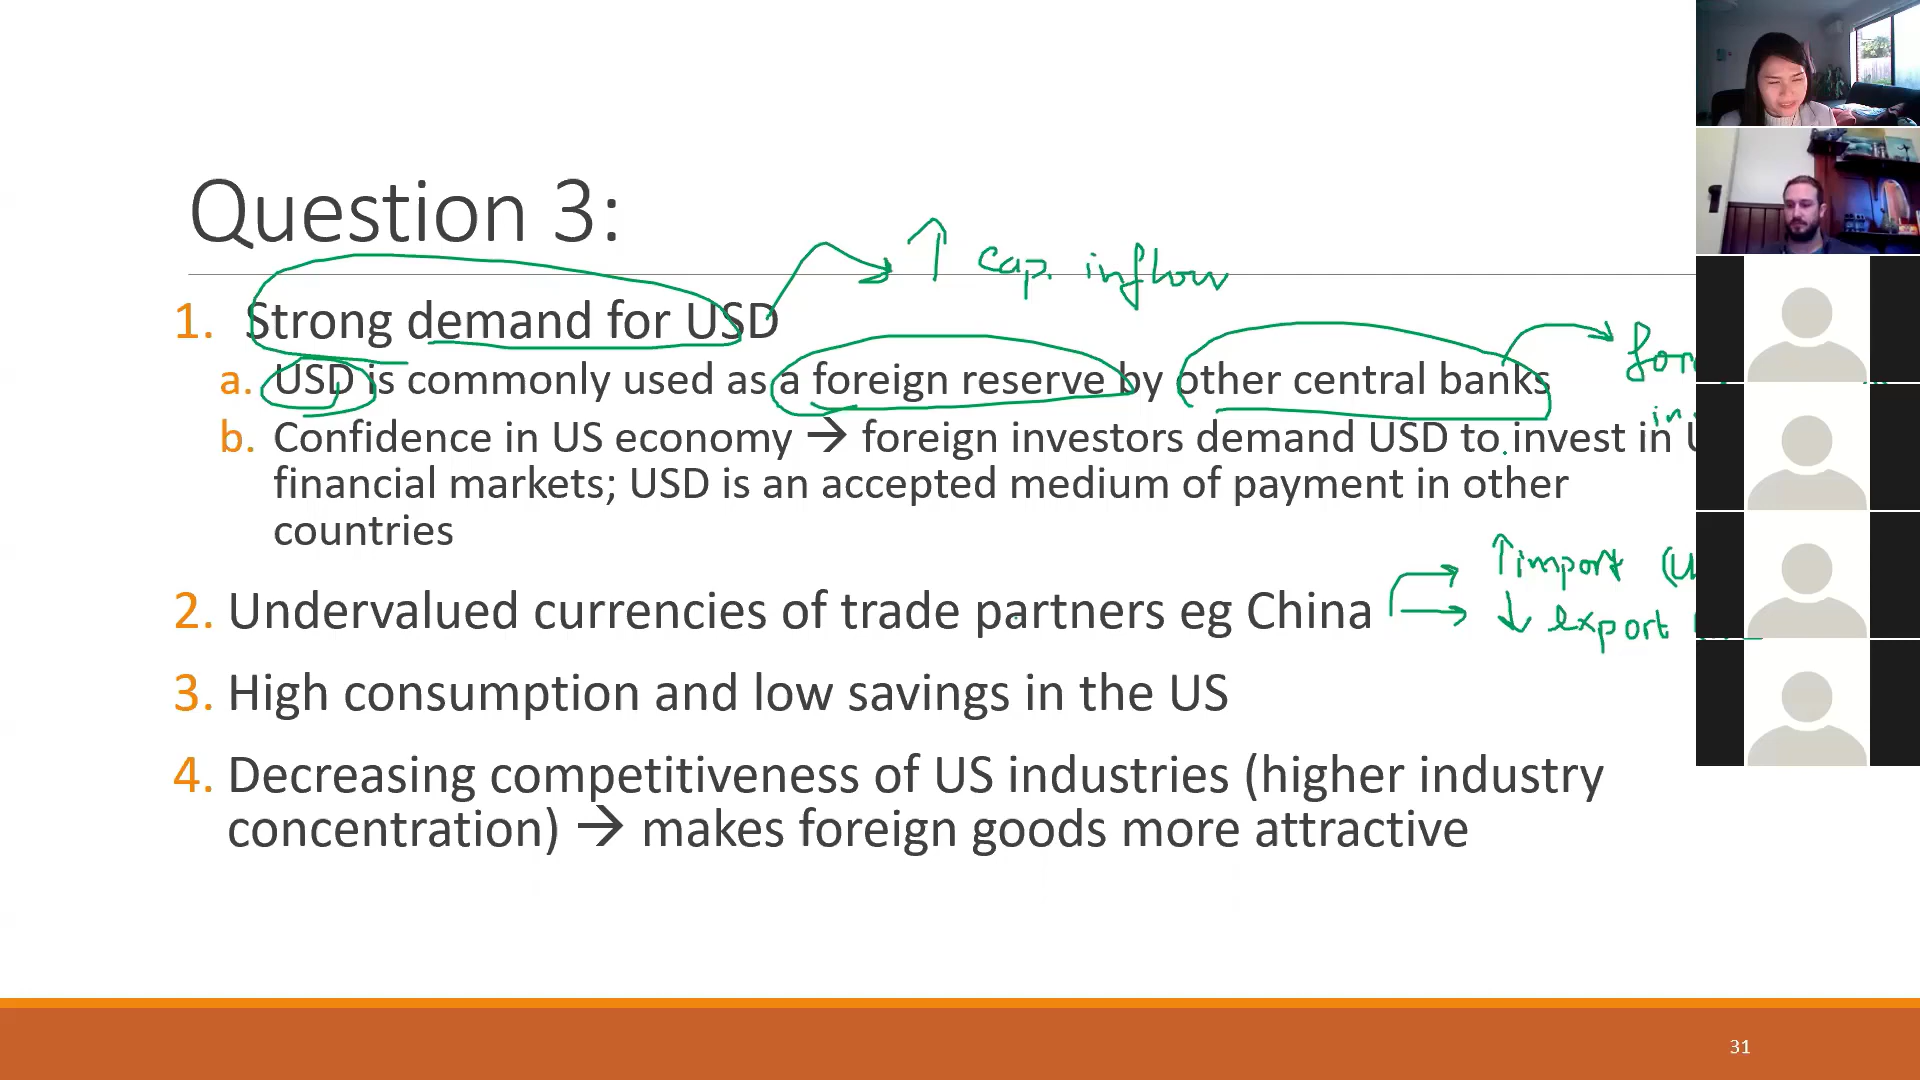 Question 3:
↑ cap. inflow
1. Strong demand for USD
a. USD is commonly used as a foreign reserve by other central banks
b. Confidence in US economy → foreign investors demand USD to invest in
financial markets; USD is an accepted medium of payment in other
countries
↑ import
2. Undervalued currencies of trade partners eg China
↓ export
3. High consumption and low savings in the US
4. Decreasing competitiveness of US industries (higher industry
concentration) → makes foreign goods more attractive
31